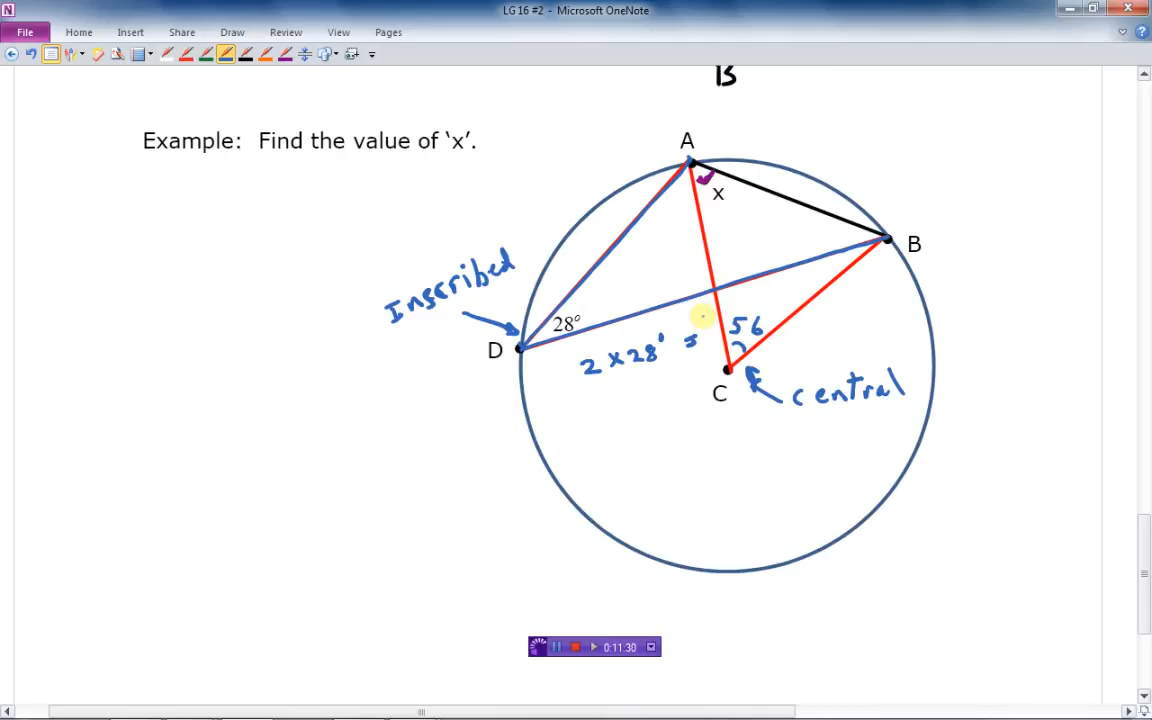 LG 16 #2 - Microsoft OneNote
File Home Insert Share Draw Review View Pages
B
Example: Find the value of ‘x’.
A
x
B
Inscribed
28°
56
D
2 x 28° =
C
central
0:11:30